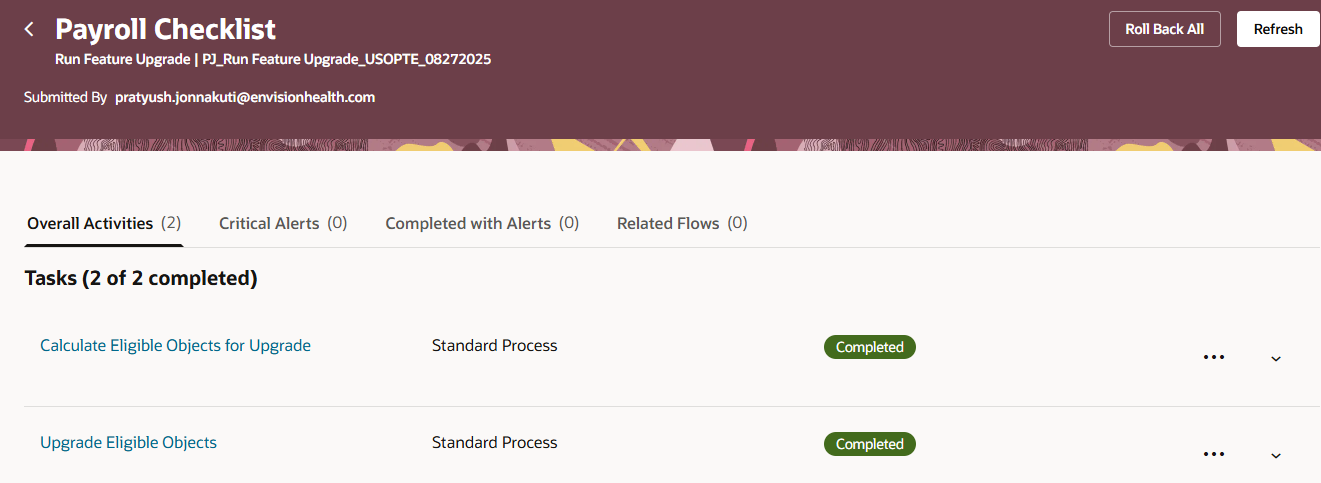 Payroll Checklist
Roll Back All
Refresh
Run Feature Upgrade | PJ_Run Feature Upgrade_USOPTE_08272025
Submitted By pratyush.jonnakuti@envisionhealth.com
Overall Activities (2) Critical Alerts (0) Completed with Alerts (0) Related Flows (0)
Tasks (2 of 2 completed)
Calculate Eligible Objects for Upgrade Standard Process Completed
Upgrade Eligible Objects Standard Process Completed